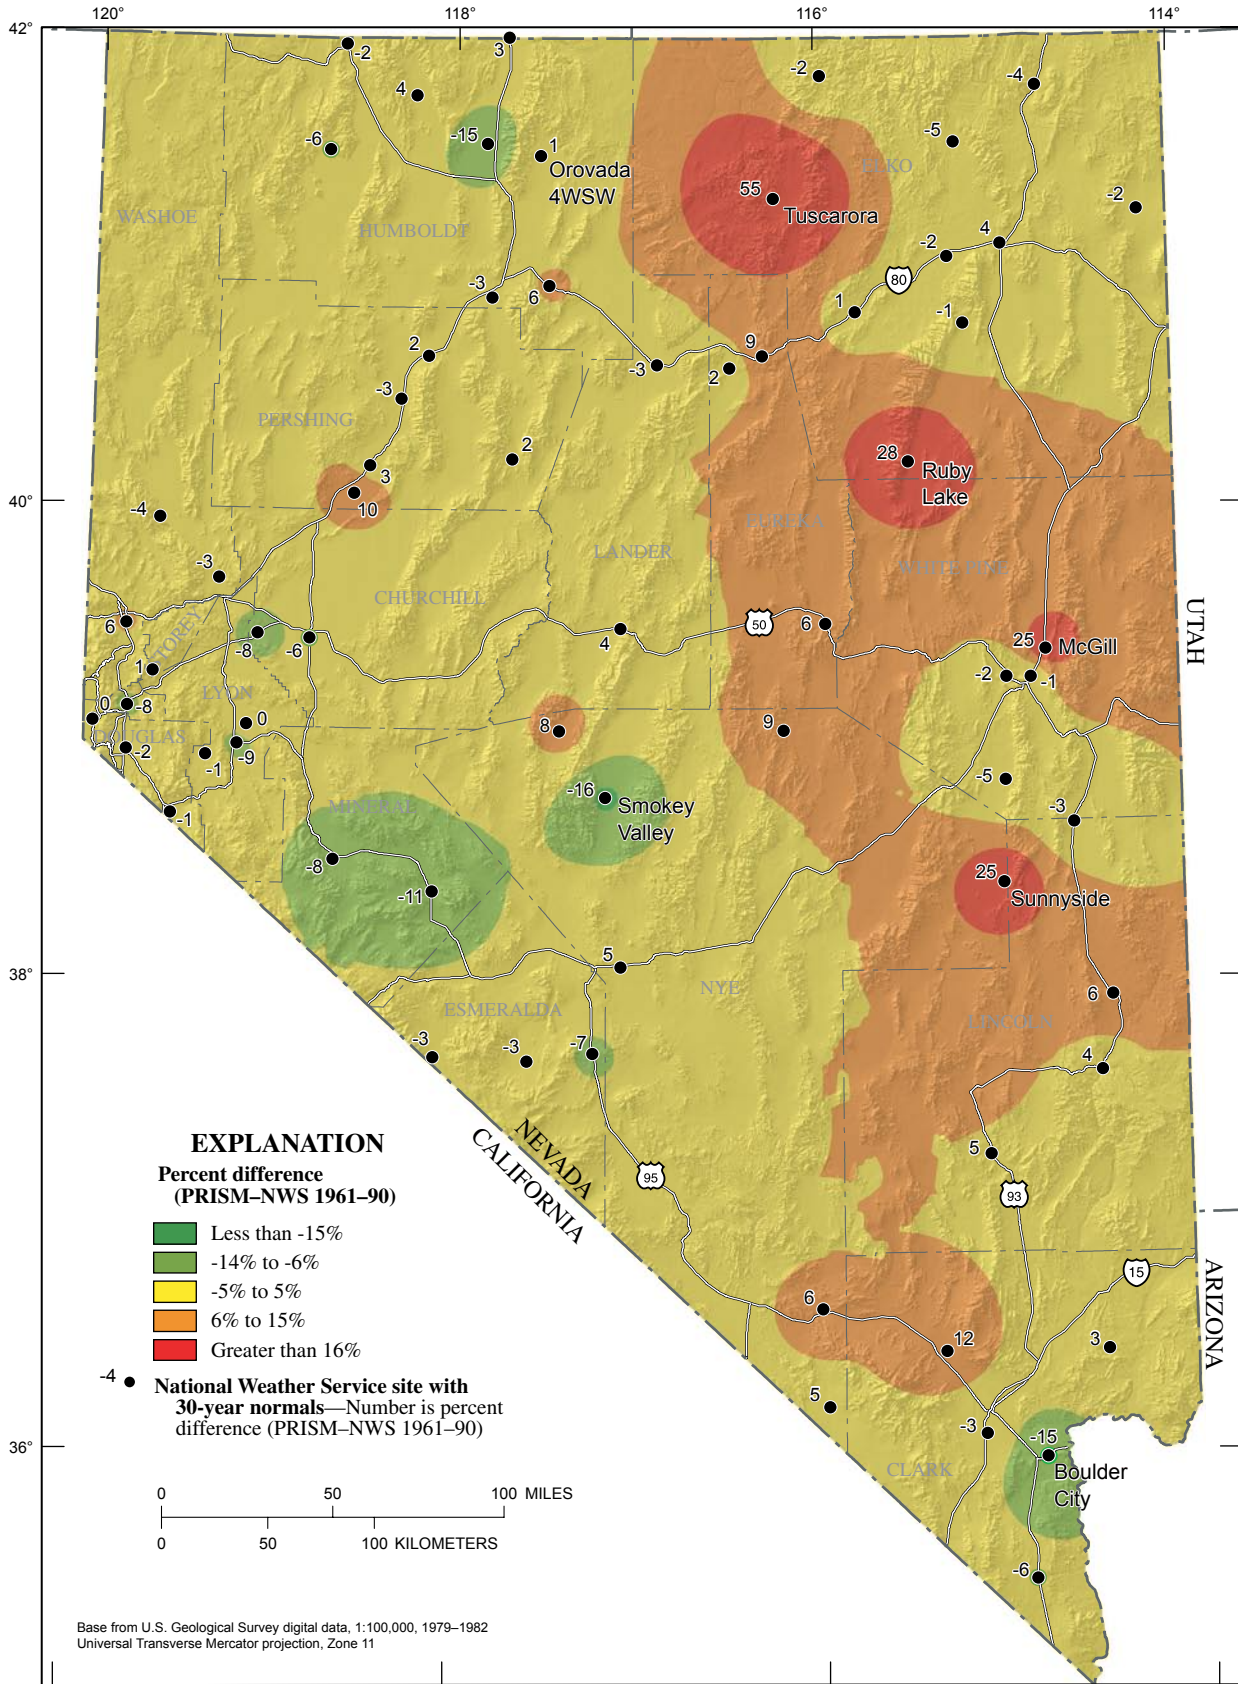 120°
118°
116°
114°
42°
-2
3
-2
-4
4
-6
-15
1
Orovada
4WSW
-5
ELKO
55
Tuscarora
-2
WASHOE
HUMBOLDT
4
-2
80
-3
6
1
-1
2
9
-3
2
-3
PERSHING
2
28
Ruby
Lake
3
10
40°
-4
EUREKA
LANDER
-3
WHITE PINE
CHURCHILL
UTAH
6
STOREY
-8
-6
4
50
6
25
McGill
1
-2
-1
LYON
0
-8
0
8
9
DOUGLAS
-2
-1
-9
-5
-16
Smokey
Valley
MINERAL
-1
-3
-8
25
Sunnyside
-11
38°
5
NYE
6
ESMERALDA
LINCOLN
-3
-3
-7
4
NEVADA
CALIFORNIA
5
95
93
EXPLANATION
Percent difference
(PRISM–NWS 1961–90)
Less than -15%
-14% to -6%
-5% to 5%
6% to 15%
Greater than 16%
-4
National Weather Service site with
30-year normals—Number is percent
difference (PRISM–NWS 1961–90)
15
ARIZONA
6
12
3
5
-3
-15
Boulder
City
36°
CLARK
-6
0 50 100 MILES
0 50 100 KILOMETERS
Base from U.S. Geological Survey digital data, 1:100,000, 1979–1982
Universal Transverse Mercator projection, Zone 11